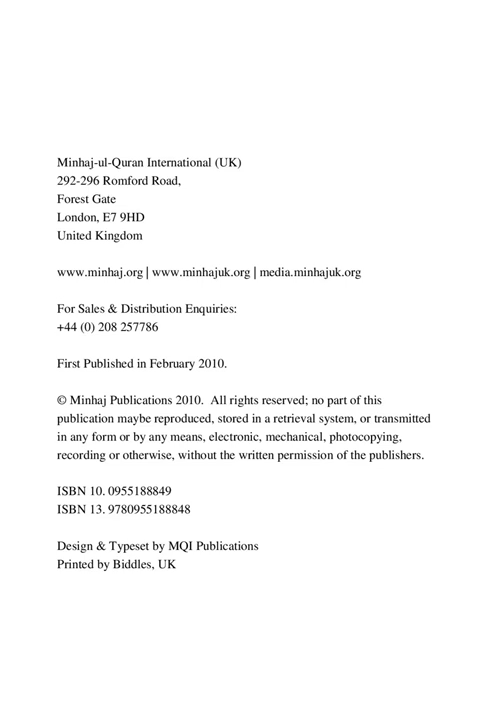 Minhaj-ul-Quran International (UK)
292-296 Romford Road,
Forest Gate
London, E7 9HD
United Kingdom
www.minhaj.org | www.minhajuk.org | media.minhajuk.org
For Sales & Distribution Enquiries:
+44 (0) 208 257786
First Published in February 2010.
© Minhaj Publications 2010.  All rights reserved; no part of this
publication maybe reproduced, stored in a retrieval system, or transmitted
in any form or by any means, electronic, mechanical, photocopying,
recording or otherwise, without the written permission of the publishers.
ISBN 10. 0955188849
ISBN 13. 9780955188848
Design & Typeset by MQI Publications
Printed by Biddles, UK